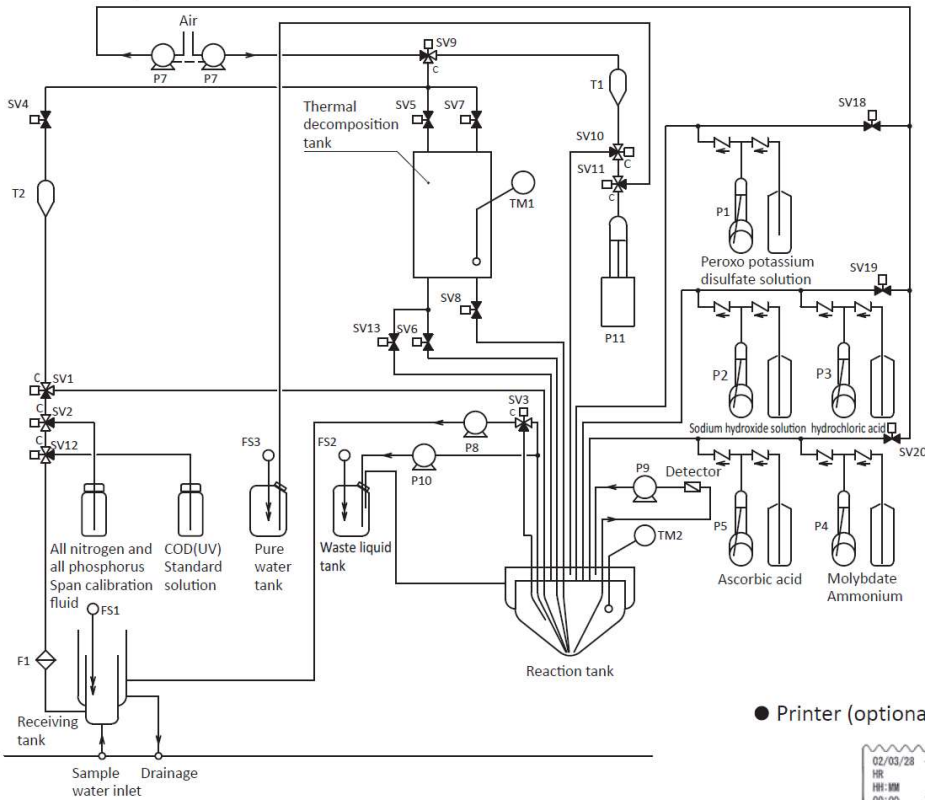 Air
P7
P7
SV9
C
SV4
SV5
SV7
Thermal
decomposition
tank
T1
SV18
SV10
C
SV11
C
T2
TM1
P1
Peroxo potassium
disulfate solution
SV8
SV19
SV13
SV6
P11
C
SV1
P2
P3
C
SV2
SV3
C
Sodium hydroxide solution
hydrochloric acid
C
SV12
FS3
FS2
P8
SV20
P10
P9
Detector
P5
P4
TM2
All nitrogen and
all phosphorus
Span calibration
fluid
COD(UV)
Standard
solution
Pure
water
tank
Waste liquid
tank
Ascorbic acid
Molybdate
Ammonium
FS1
F1
Reaction tank
Receiving
tank
● Printer (optiona
Sample
water inlet
Drainage
02/03/28
HR
HH:MM